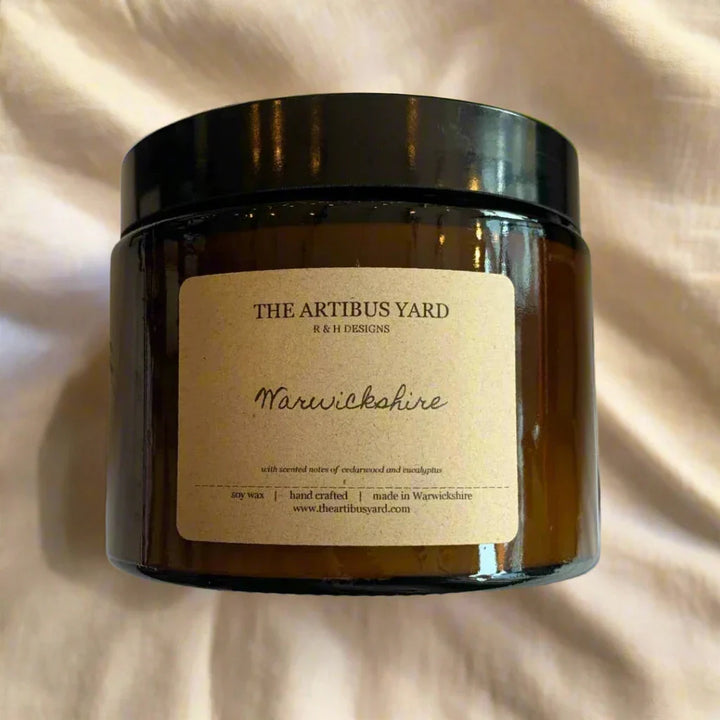 THE ARTIBUS YARD
R & H DESIGNS
Warwickshire
with scented notes of cedarwood and eucalyptus
soy wax | hand crafted | made in Warwickshire
www.theartibusyard.com